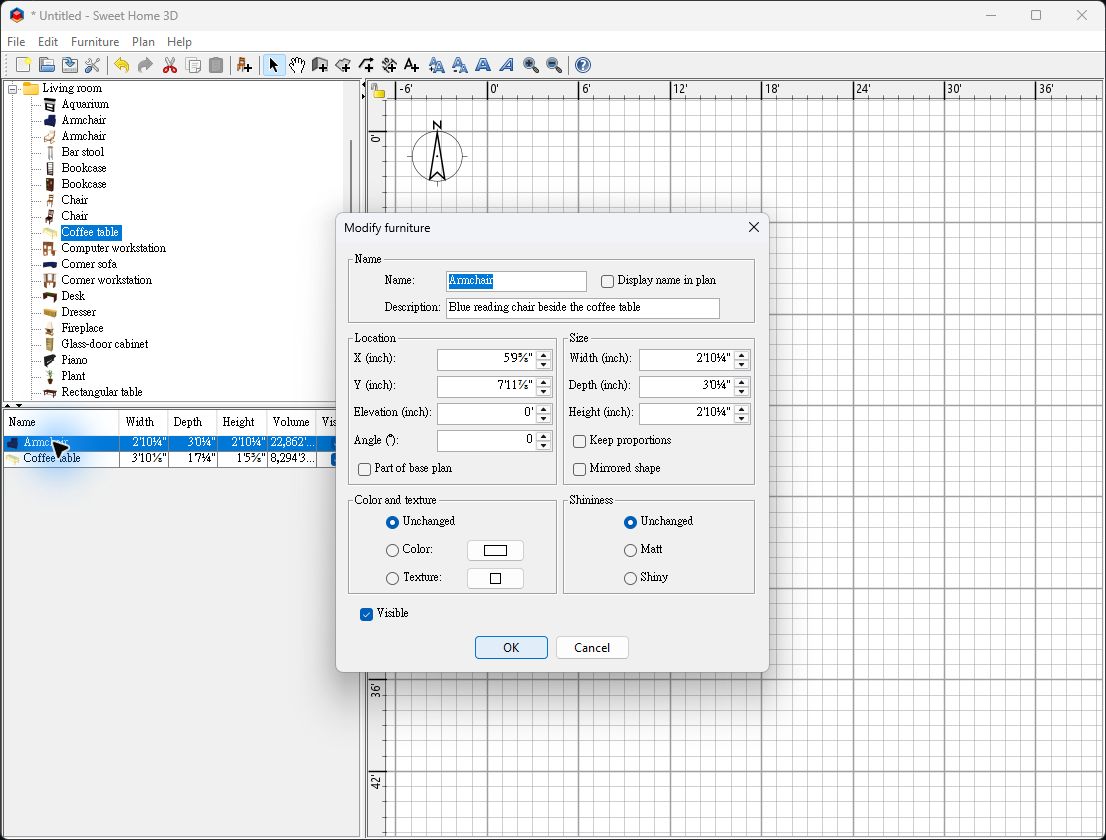 * Untitled - Sweet Home 3D
File Edit Furniture Plan Help
Living room
Aquarium
Armchair
Armchair
Bar stool
Bookcase
Bookcase
Chair
Chair
Coffee table
Computer workstation
Corner sofa
Corner workstation
Desk
Dresser
Fireplace
Glass-door cabinet
Piano
Plant
Rectangular table
Name Width Depth Height Volume Vis
Armchair 2'10¼" 3'0¼" 2'10¼" 22,862'...
Coffee table 3'10⅛" 1'7¼" 1'5⅜" 8,294'3...
-6' 0' 6' 12' 18' 24' 30' 36'
0'
N
36'
42'
Modify furniture
Name
Name: Armchair Display name in plan
Description: Blue reading chair beside the coffee table
Location
X (inch): 5'9⅝"
Y (inch): 7'11⅞"
Elevation (inch): 0'
Angle (°): 0
Part of base plan
Size
Width (inch): 2'10¼"
Depth (inch): 3'0¼"
Height (inch): 2'10¼"
Keep proportions
Mirrored shape
Color and texture
Unchanged
Color:
Texture:
Shininess
Unchanged
Matt
Shiny
Visible
OK Cancel